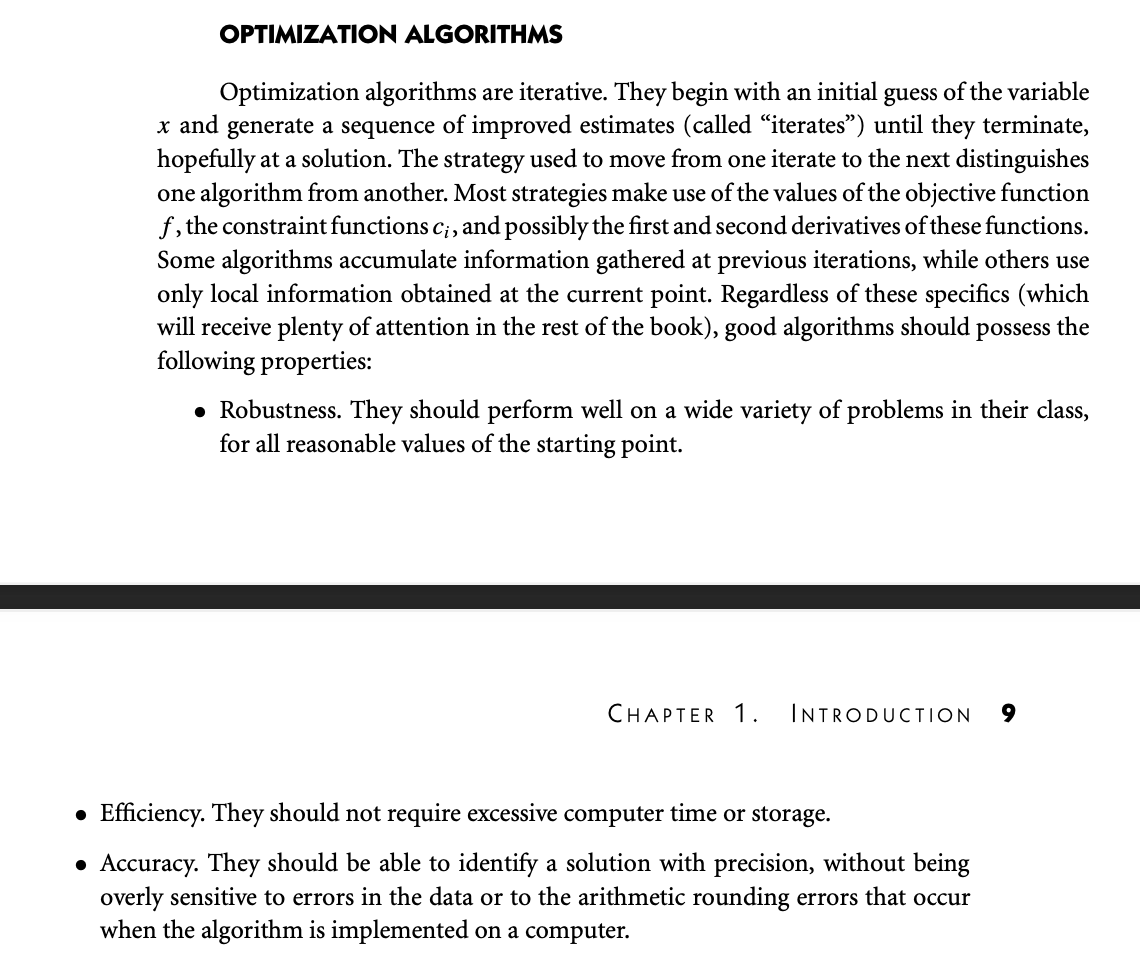 OPTIMIZATION ALGORITHMS
Optimization algorithms are iterative. They begin with an initial guess of the variable
x and generate a sequence of improved estimates (called “iterates”) until they terminate,
hopefully at a solution. The strategy used to move from one iterate to the next distinguishes
one algorithm from another. Most strategies make use of the values of the objective function
f, the constraint functions cᵢ, and possibly the first and second derivatives of these functions.
Some algorithms accumulate information gathered at previous iterations, while others use
only local information obtained at the current point. Regardless of these specifics (which
will receive plenty of attention in the rest of the book), good algorithms should possess the
following properties:
• Robustness. They should perform well on a wide variety of problems in their class,
for all reasonable values of the starting point.
CHAPTER 1. INTRODUCTION 9
• Efficiency. They should not require excessive computer time or storage.
• Accuracy. They should be able to identify a solution with precision, without being
overly sensitive to errors in the data or to the arithmetic rounding errors that occur
when the algorithm is implemented on a computer.